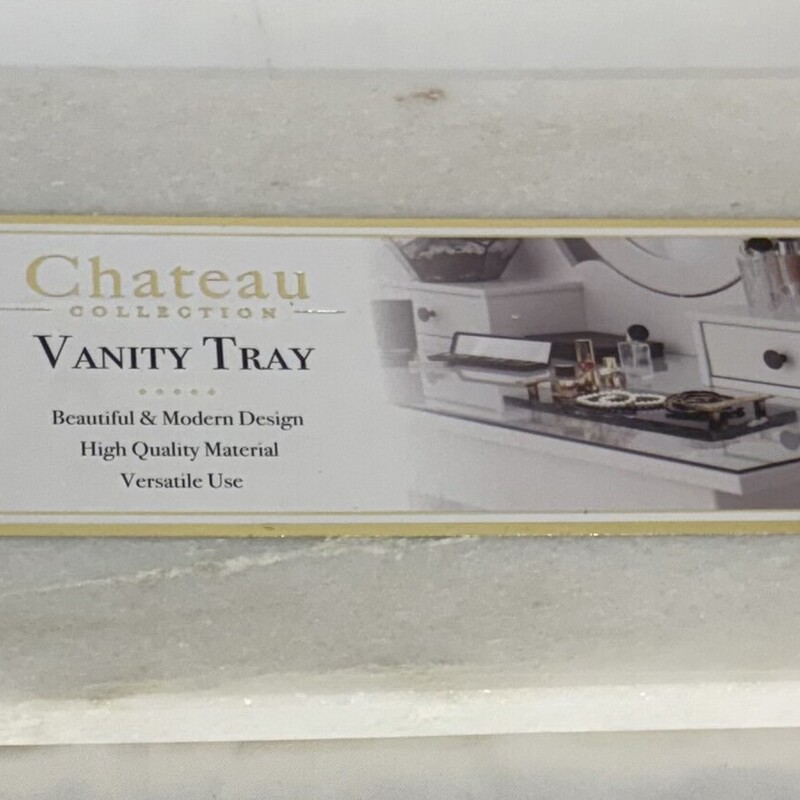 Chateau
COLLECTION
VANITY TRAY
Beautiful & Modern Design
High Quality Material
Versatile Use